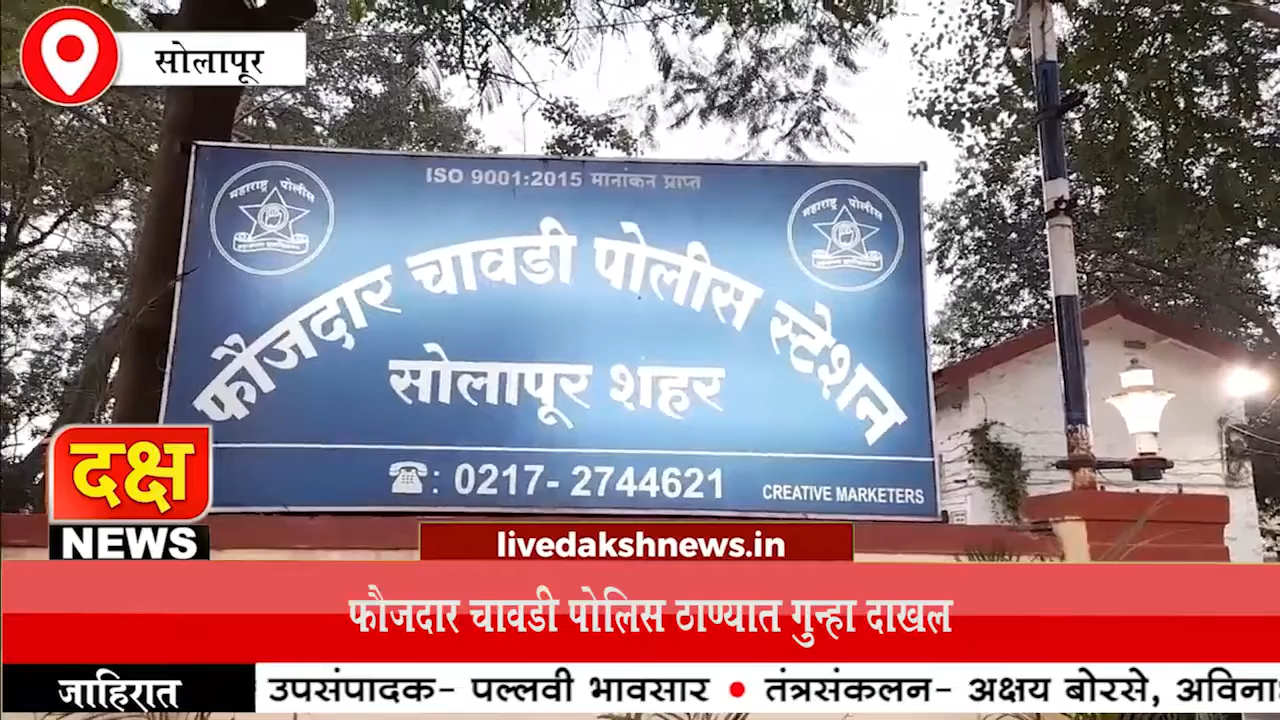 सोलापूर
ISO 9001:2015 मानांकन प्राप्त
महाराष्ट्र पोलीस
महाराष्ट्र पोलीस
फौजदार चावडी पोलीस स्टेशन
सोलापूर शहर
☎: 0217- 2744621
CREATIVE MARKETERS
दक्ष
NEWS
livedakshnews.in
फौजदार चावडी पोलिस ठाण्यात गुन्हा दाखल
जाहिरात
उपसंपादक- पल्लवी भावसार • तंत्रसंकलन- अक्षय बोरसे, अविना